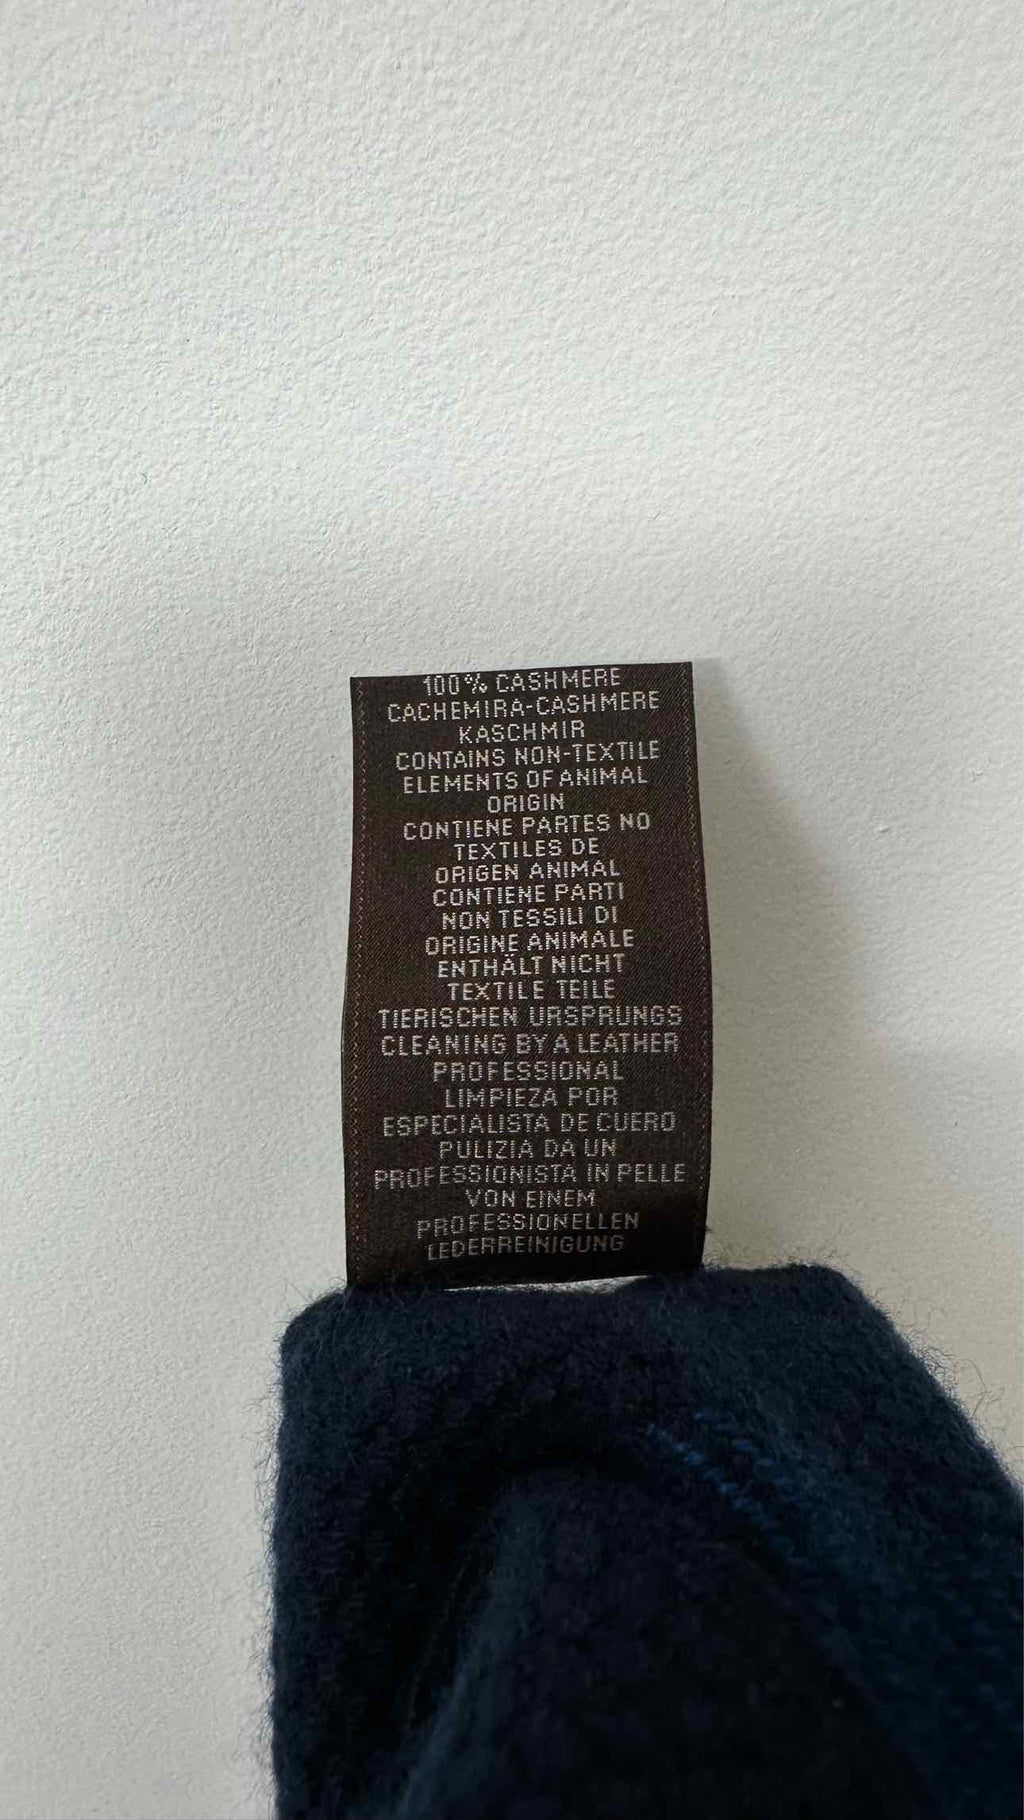 100% CASHMERE
CACHEMIRA-CASHMERE
KASCHMIR
CONTAINS NON-TEXTILE
ELEMENTS OF ANIMAL
ORIGIN
CONTIENE PARTES NO
TEXTILES DE
ORIGEN ANIMAL
CONTIENE PARTI
NON TESSILI DI
ORIGINE ANIMALE
ENTHÄLT NICHT
TEXTILE TEILE
TIERISCHEN URSPRUNGS
CLEANING BY A LEATHER
PROFESSIONAL
LIMPIEZA POR
ESPECIALISTA DE CUERO
PULIZIA DA UN
PROFESSIONISTA IN PELLE
VON EINEM
PROFESSIONELLEN
LEDERREINIGUNG